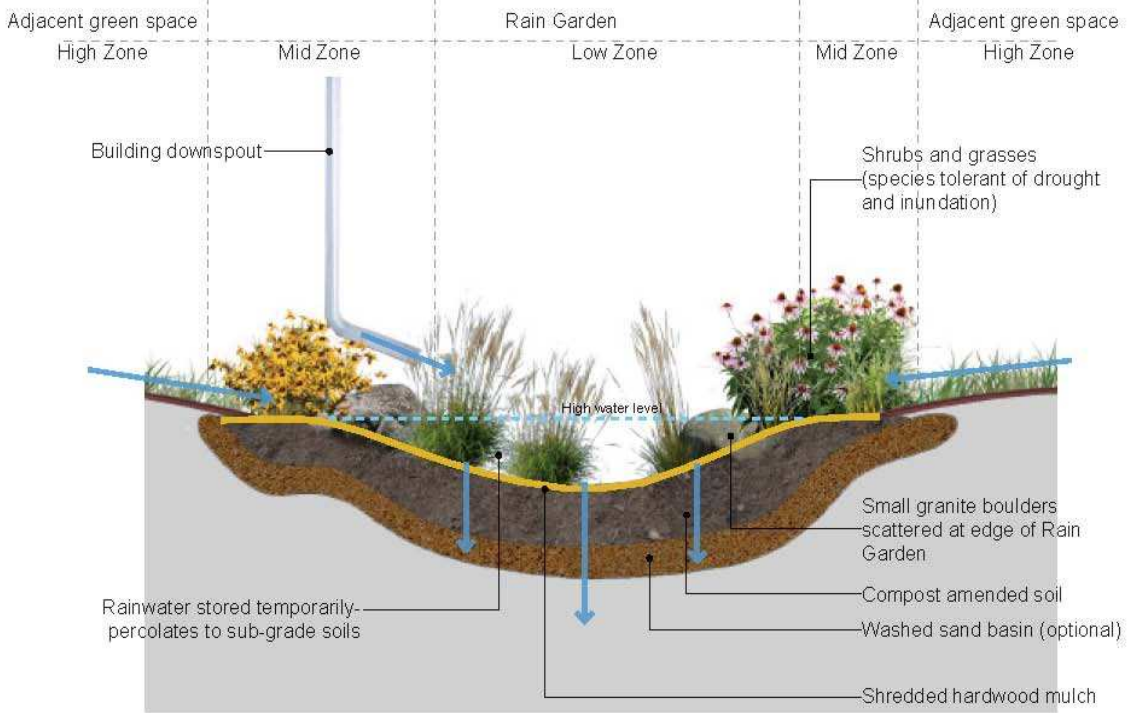 Adjacent green space
Rain Garden
Adjacent green space
High Zone
Mid Zone
Low Zone
Mid Zone
High Zone
Building downspout
Shrubs and grasses
(species tolerant of drought
and inundation)
High water level
Small granite boulders
scattered at edge of Rain
Garden
Rainwater stored temporarily-
percolates to sub-grade soils
Compost amended soil
Washed sand basin (optional)
Shredded hardwood mulch